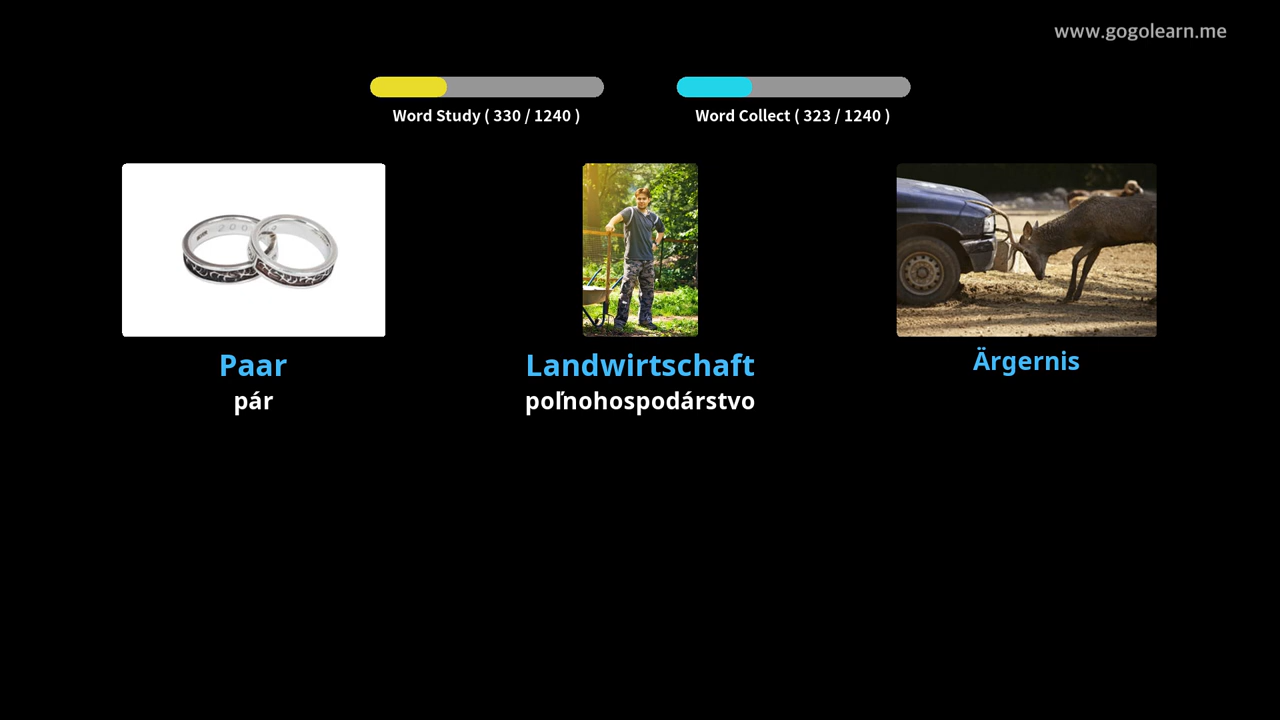 www.gogolearn.me
Word Study ( 330 / 1240 )
Word Collect ( 323 / 1240 )
Paar
pár
Landwirtschaft
poľnohospodárstvo
Ärgernis